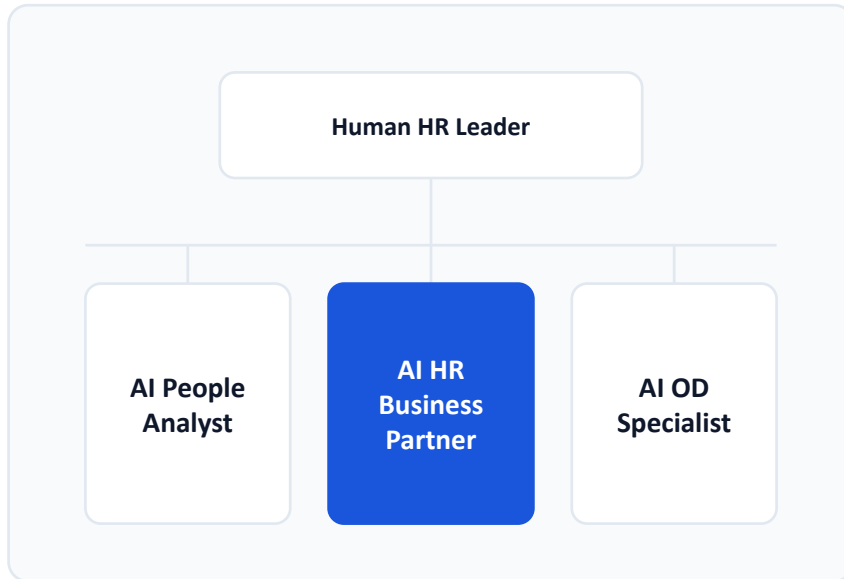 Human HR Leader
AI People
Analyst
AI HR
Business
Partner
AI OD
Specialist